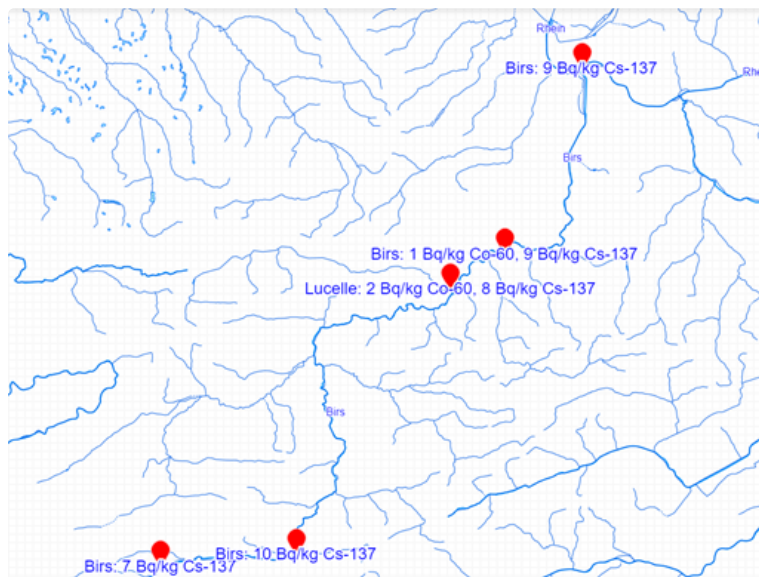 Rhein
Birs: 9 Bq/kg Cs-137
Rhe
Birs
Birs: 1 Bq/kg Co-60, 9 Bq/kg Cs-137
Lucelle: 2 Bq/kg Co-60, 8 Bq/kg Cs-137
Birs
Birs: 10 Bq/kg Cs-137
Birs: 7 Bq/kg Cs-137